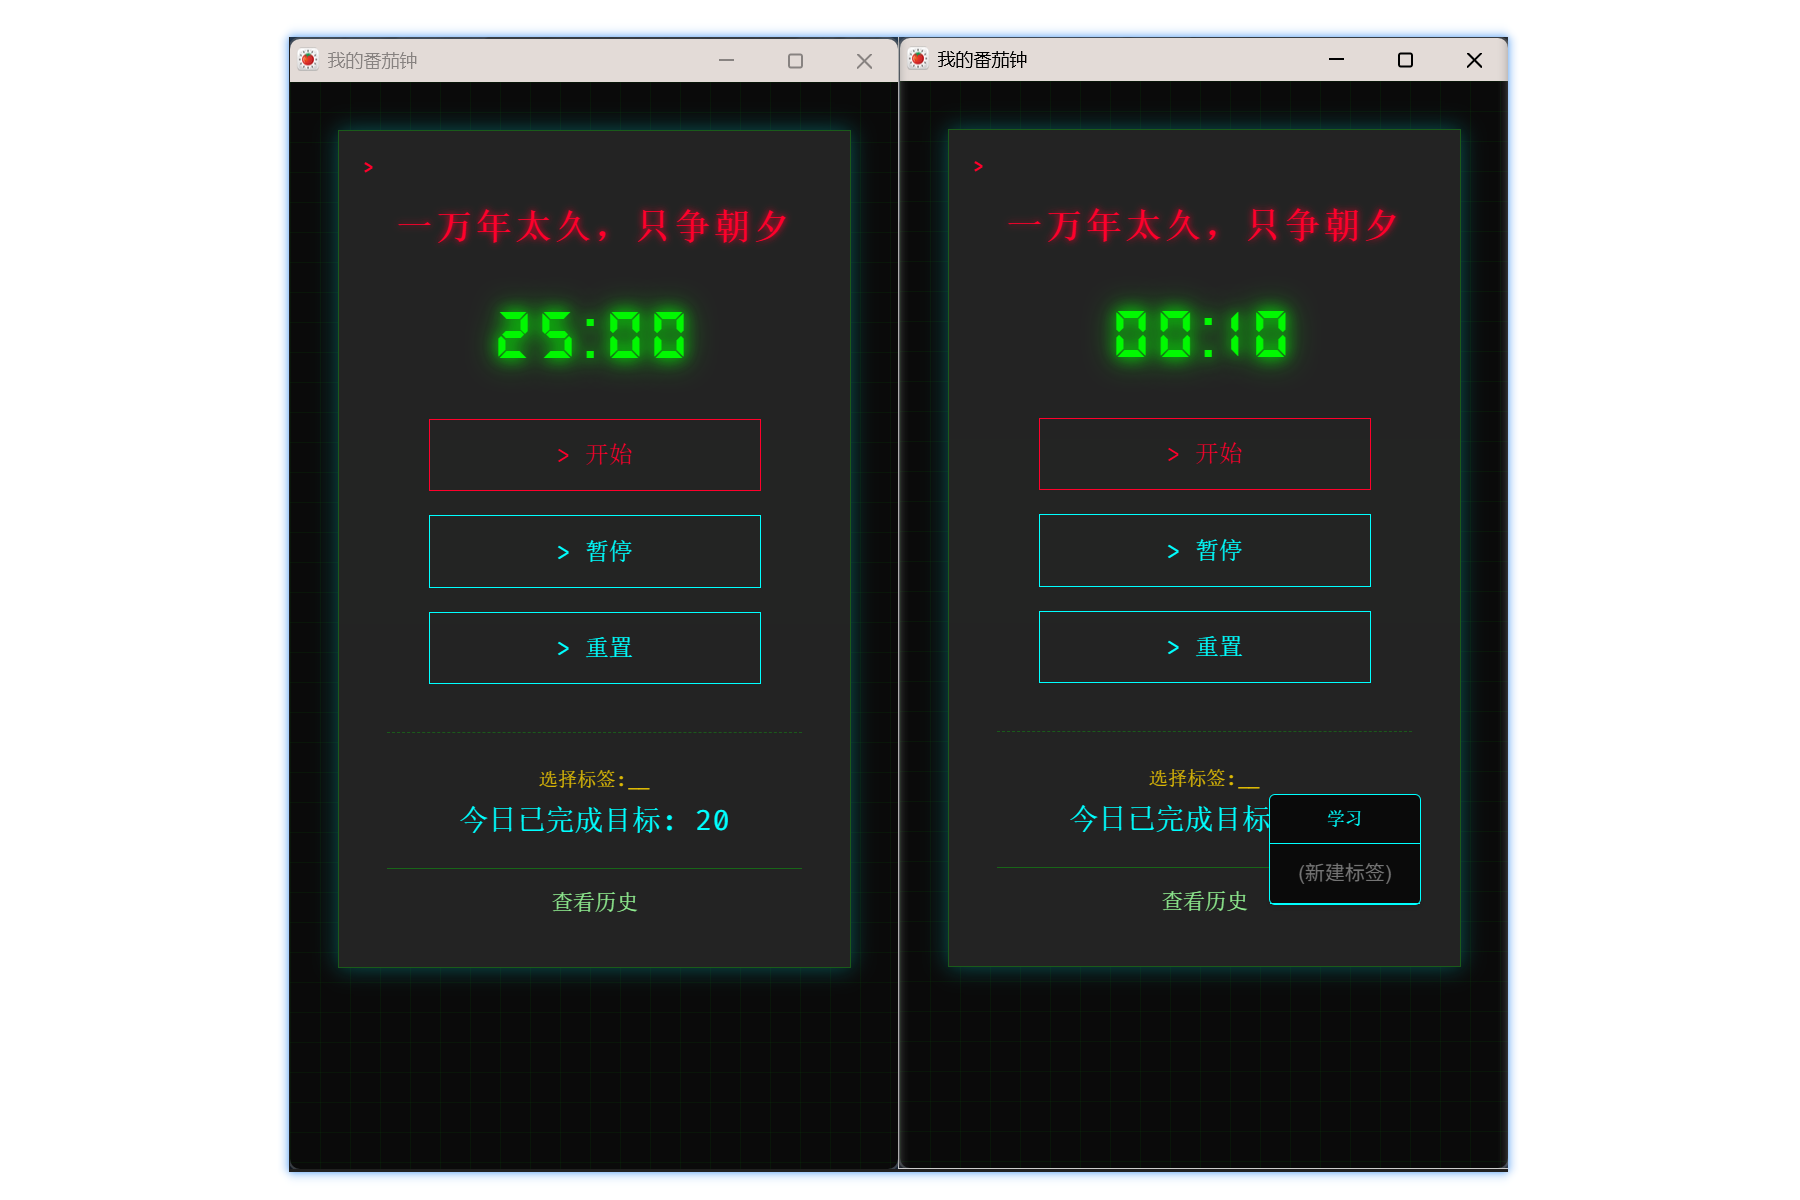 我的番茄钟
>
一万年太久，只争朝夕
25:00
> 开始
> 暂停
> 重置
选择标签:__
今日已完成目标: 20
查看历史
我的番茄钟
>
一万年太久，只争朝夕
00:10
> 开始
> 暂停
> 重置
选择标签:__
今日已完成目标
学习
(新建标签)
查看历史